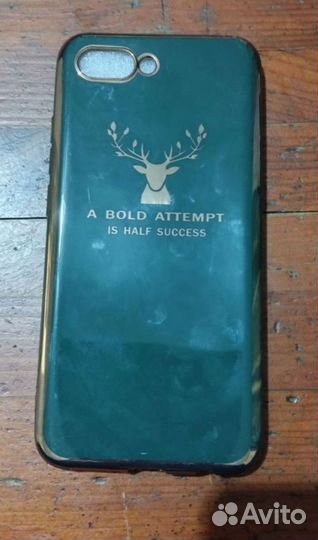 A BOLD ATTEMPT
IS HALF SUCCESS
Avito